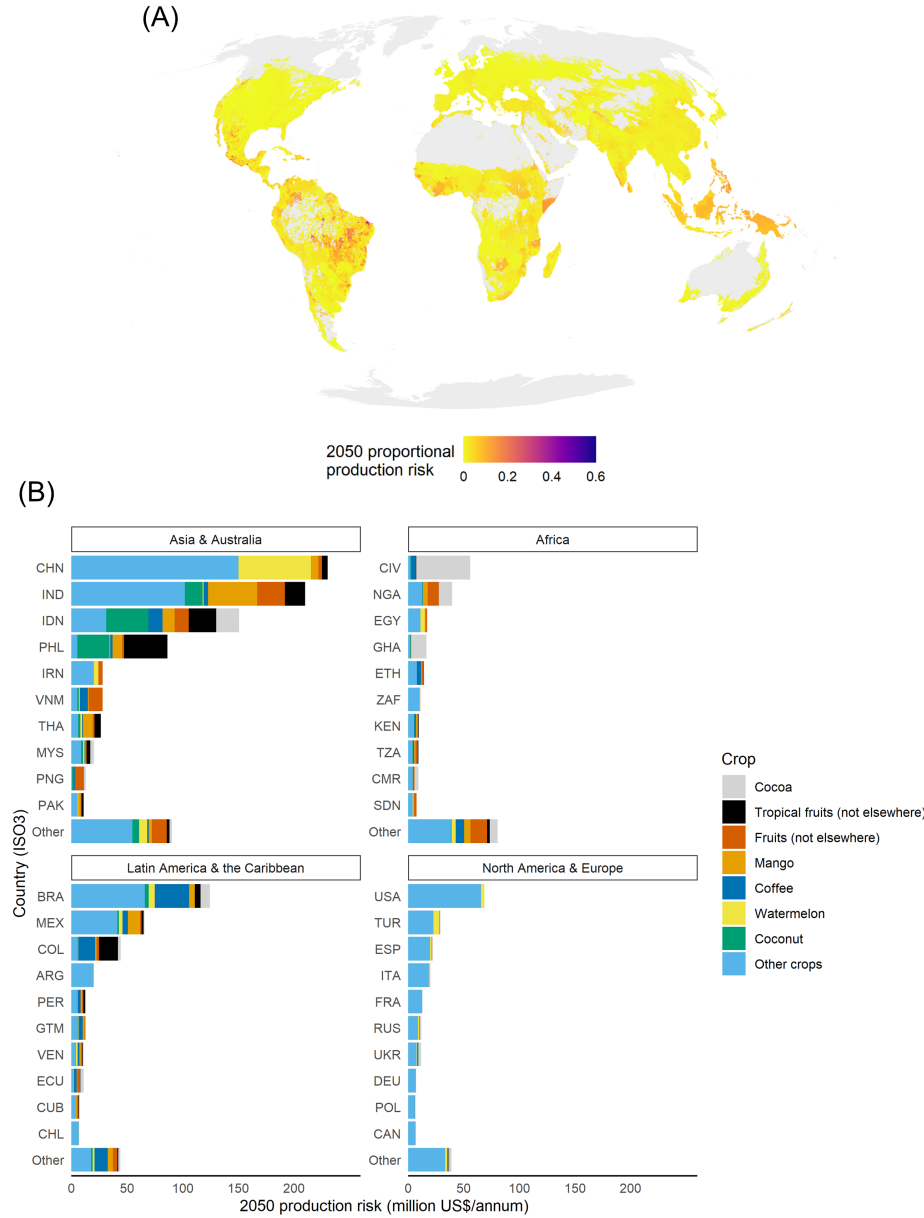 (A)
2050 proportional
production risk
0 0.2 0.4 0.6
(B)
Asia & Australia
CHN
IND
IDN
PHL
IRN
VNM
THA
MYS
PNG
PAK
Other
Africa
CIV
NGA
EGY
GHA
ETH
ZAF
KEN
TZA
CMR
SDN
Other
Country (ISO3)
Latin America & the Caribbean
BRA
MEX
COL
ARG
PER
GTM
VEN
ECU
CUB
CHL
Other
0 50 100 150 200
North America & Europe
USA
TUR
ESP
ITA
FRA
RUS
UKR
DEU
POL
CAN
Other
0 50 100 150 200
2050 production risk (million US$/annum)
Crop
Cocoa
Tropical fruits (not elsewhere)
Fruits (not elsewhere)
Mango
Coffee
Watermelon
Coconut
Other crops